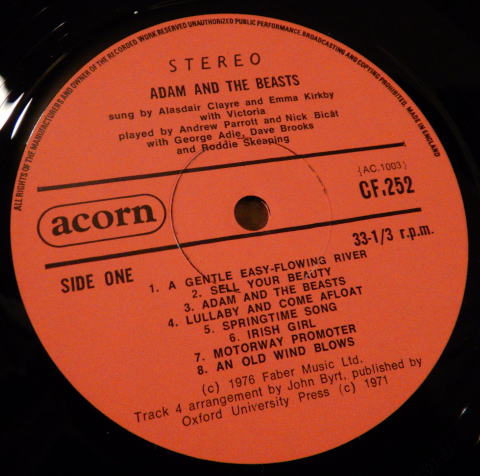 ALL RIGHTS OF THE MANUFACTURERS AND OWNER OF THE RECORDED WORK RESERVED UNAUTHORIZED PUBLIC PERFORMANCE, BROADCASTING AND COPYING PROHIBITED. MADE IN ENGLAND
STEREO
ADAM AND THE BEASTS
sung by Alasdair Clayre and Emma Kirkby
with Victoria
played by Andrew Parrott and Nick Bicât
with George Adie, Dave Brooks
and Roddie Skeaping
(AC.1003)
CF.252
acorn
33-1/3 r.p.m.
SIDE ONE
1. A GENTLE EASY-FLOWING RIVER
2. SELL YOUR BEAUTY
3. ADAM AND THE BEASTS
4. LULLABY AND COME AFLOAT
5. SPRINGTIME SONG
6. IRISH GIRL
7. MOTORWAY PROMOTER
8. AN OLD WIND BLOWS
(c) 1976 Faber Music Ltd.
Track 4 arrangement by John Byrt, published by
Oxford University Press (c) 1971